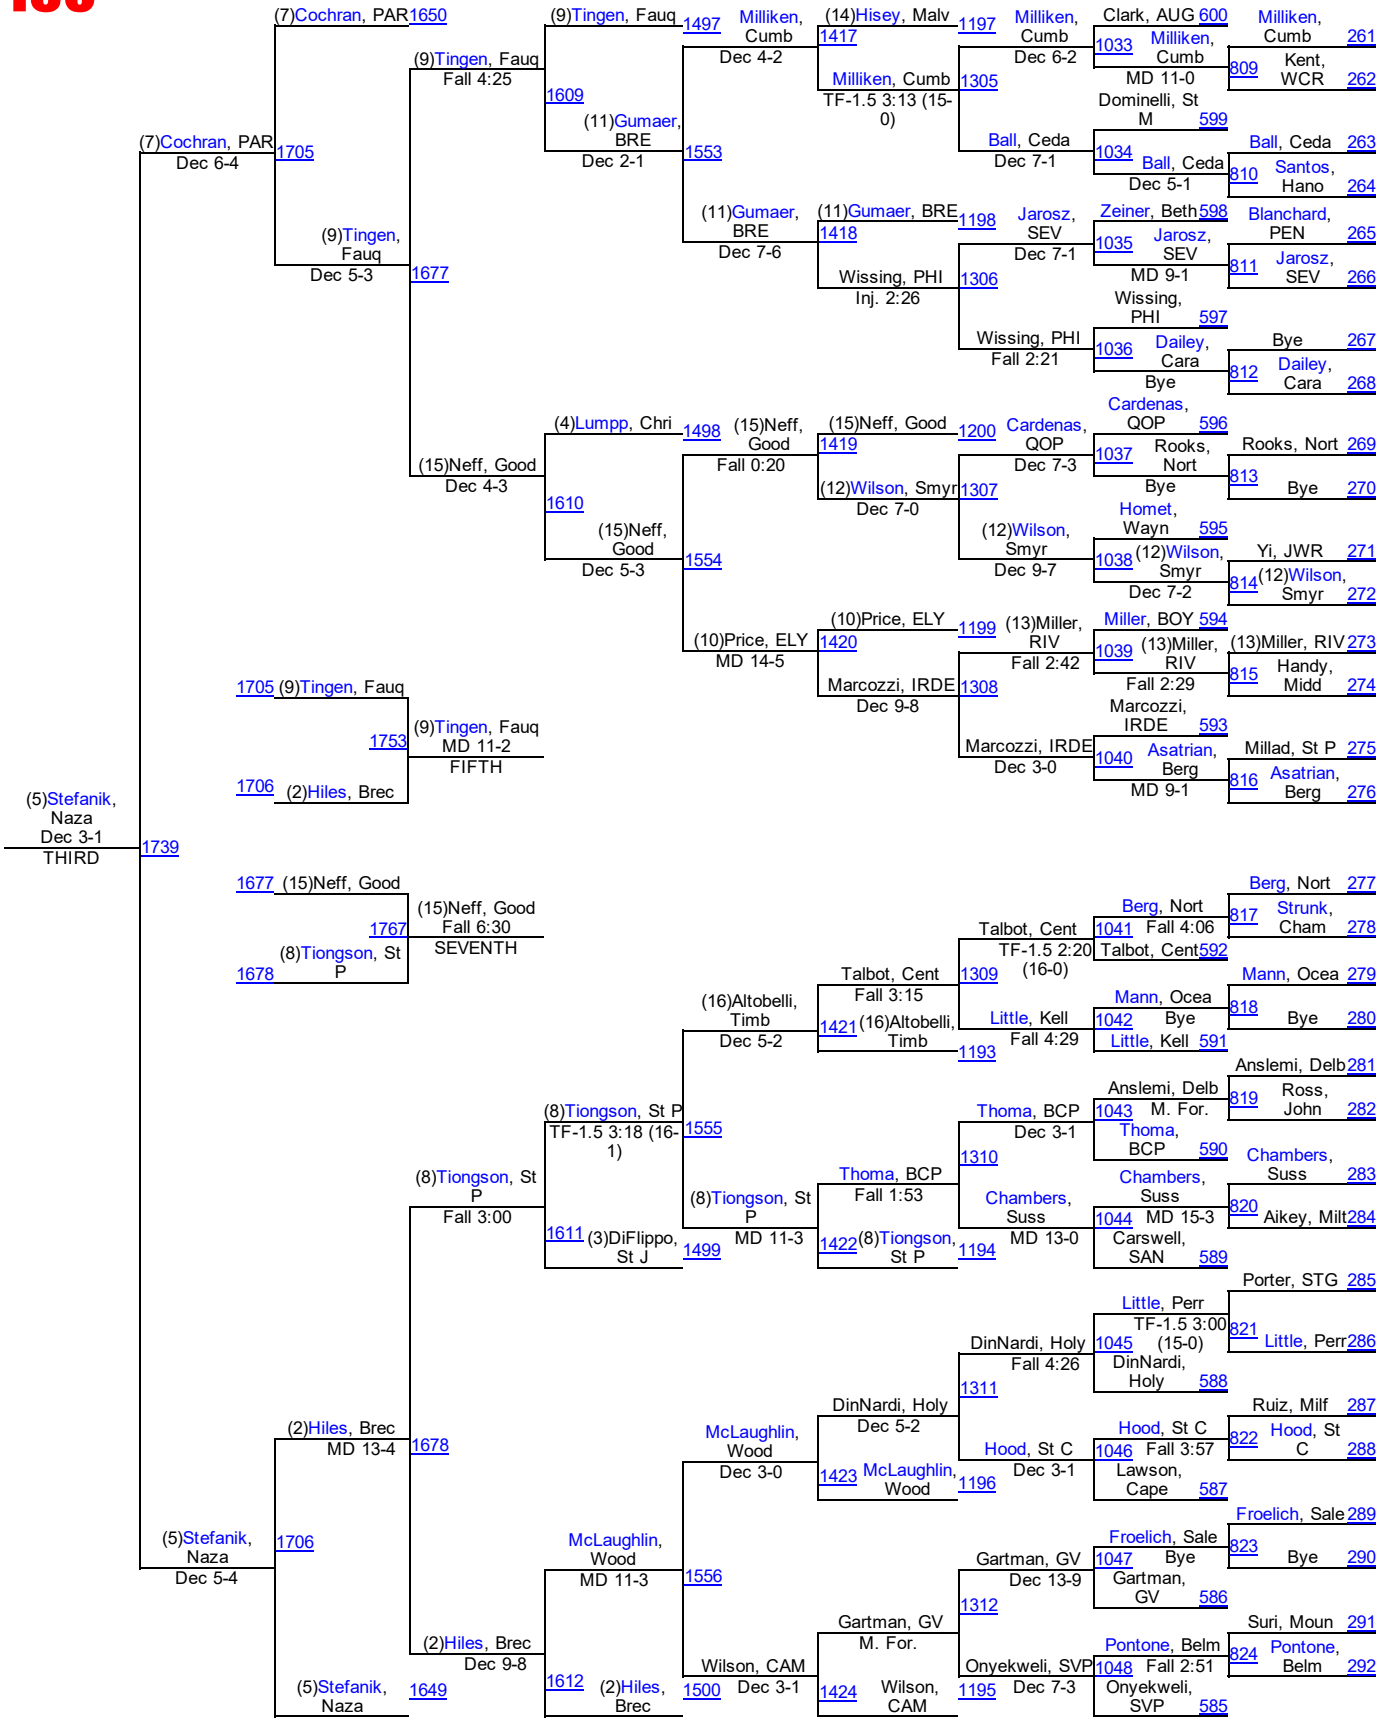 (7)Cochran, PAR 1650
(9)Tingen, Fauq 1497
Milliken,
Cumb
Dec 4-2
(14)Hisey, Malv 1197
1417
Milliken,
Cumb
Dec 6-2
Clark, AUG 600
Milliken,
Cumb 261
1033 Milliken,
Cumb
MD 11-0
809 Kent,
WCR 262
(9)Tingen, Fauq
Fall 4:25
Milliken, Cumb 1305
TF-1.5 3:13 (15-
0)
1609
Dominelli, St
M 599
(11)Gumaer,
BRE
Dec 2-1
1553
(7)Cochran, PAR
Dec 6-4
1705
Ball, Ceda
Dec 7-1
1034 Ball, Ceda
Dec 5-1
Ball, Ceda 263
810 Santos,
Hano 264
(11)Gumaer,
BRE
Dec 7-6
(11)Gumaer, BRE 1198
1418
Jarosz,
SEV
Dec 7-1
Zeiner, Beth 598
Blanchard,
PEN 265
1035 Jarosz,
SEV
MD 9-1
811 Jarosz,
SEV 266
(9)Tingen,
Fauq
Dec 5-3
1677
Wissing, PHI 1306
Inj. 2:26
Wissing,
PHI 597
Wissing, PHI
Fall 2:21
1036 Dailey,
Cara
Bye
Bye 267
812 Dailey,
Cara 268
(4)Lumpp, Chri 1498
(15)Neff,
Good
Fall 0:20
(15)Neff, Good 1200
1419
Cardenas,
QOP
Dec 7-3
Cardenas,
QOP 596
1037 Rooks,
Nort
Bye
Rooks, Nort 269
813
Bye 270
(15)Neff, Good
Dec 4-3
1610
(12)Wilson, Smyr 1307
Dec 7-0
Homet,
Wayn 595
(15)Neff,
Good
Dec 5-3
1554
(12)Wilson,
Smyr
Dec 9-7
1038 (12)Wilson,
Smyr
Dec 7-2
Yi, JWR 271
814 (12)Wilson,
Smyr 272
(10)Price, ELY
MD 14-5
(10)Price, ELY 1199
1420
(13)Miller,
RIV
Fall 2:42
Miller, BOY 594
1039 (13)Miller,
RIV
Fall 2:29
(13)Miller, RIV 273
815 Handy,
Midd 274
Marcozzi, IRDE 1308
Dec 9-8
Marcozzi,
IRDE 593
Marcozzi, IRDE
Dec 3-0
1040 Asatrian,
Berg
MD 9-1
Millad, St P 275
816 Asatrian,
Berg 276
1705 (9)Tingen, Fauq
1753 (9)Tingen, Fauq
MD 11-2
FIFTH
1706 (2)Hiles, Brec
(5)Stefanik,
Naza
Dec 3-1
THIRD
1739
1677 (15)Neff, Good
1767 (15)Neff, Good
Fall 6:30
SEVENTH
1678 (8)Tiongson, St
P
Berg, Nort 277
Berg, Nort
1041 Fall 4:06
817 Strunk,
Cham 278
Talbot, Cent
TF-1.5 2:20
(16-0)
Talbot, Cent 592
Talbot, Cent
Fall 3:15
1309
Mann, Ocea 279
(16)Altobelli,
Timb
Dec 5-2
1421 (16)Altobelli,
Timb 1193
Little, Kell
Fall 4:29
Mann, Ocea
1042 Bye
818
Bye 280
Little, Kell 591
Anslemi, Delb 281
(8)Tiongson, St P
TF-1.5 3:18 (16-
1)
1555
Thoma, BCP
Dec 3-1
Anslemi, Delb
1043 M. For.
819 Ross,
John 282
Thoma,
BCP 590
1310
(8)Tiongson, St
P
Fall 3:00
Thoma, BCP
Fall 1:53
Chambers,
Suss 283
Chambers,
Suss
1044 MD 15-3
820
Aikey, Milt 284
(8)Tiongson, St
P
MD 11-3
Chambers,
Suss
MD 13-0
1611 (3)DiFlippo,
St J 1499
1422 (8)Tiongson,
St P 1194
Carswell,
SAN 589
Porter, STG 285
Little, Perr
TF-1.5 3:00
1045 (15-0)
821
Little, Perr 286
DinNardi, Holy
Fall 4:26
DinNardi,
Holy 588
1311
DinNardi, Holy
Dec 5-2
Ruiz, Milf 287
(2)Hiles, Brec
MD 13-4
1678
McLaughlin,
Wood
Dec 3-0
1423 McLaughlin,
Wood 1196
Hood, St C
Dec 3-1
Hood, St C
1046 Fall 3:57
822 Hood, St
C 288
Lawson,
Cape 587
Froelich, Sale 289
(5)Stefanik,
Naza
Dec 5-4
1706
McLaughlin,
Wood
MD 11-3
1556
Gartman, GV
Dec 13-9
Froelich, Sale
1047 Bye
823
Bye 290
Gartman,
GV 586
1312
Gartman, GV
M. For.
Suri, Moun 291
(2)Hiles, Brec
Dec 9-8
Wilson, CAM
Dec 3-1
Onyekweli, SVP
Dec 7-3
Pontone, Belm
1048 Fall 2:51
824 Pontone,
Belm 292
(5)Stefanik,
Naza 1649
1612 (2)Hiles,
Brec 1500
1424 Wilson,
CAM 1195
Onyekweli,
SVP 585